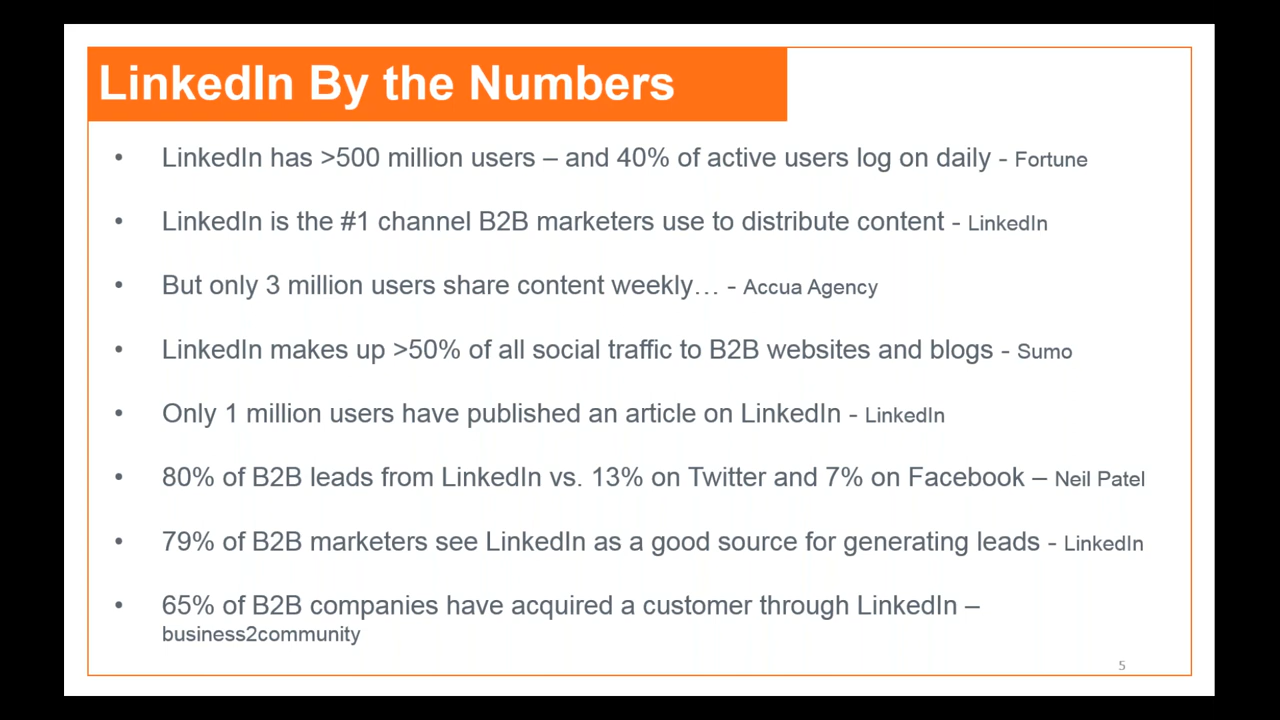 LinkedIn By the Numbers
• LinkedIn has >500 million users – and 40% of active users log on daily - Fortune
• LinkedIn is the #1 channel B2B marketers use to distribute content - LinkedIn
• But only 3 million users share content weekly… - Accua Agency
• LinkedIn makes up >50% of all social traffic to B2B websites and blogs - Sumo
• Only 1 million users have published an article on LinkedIn - LinkedIn
• 80% of B2B leads from LinkedIn vs. 13% on Twitter and 7% on Facebook – Neil Patel
• 79% of B2B marketers see LinkedIn as a good source for generating leads - LinkedIn
• 65% of B2B companies have acquired a customer through LinkedIn –
business2community
5